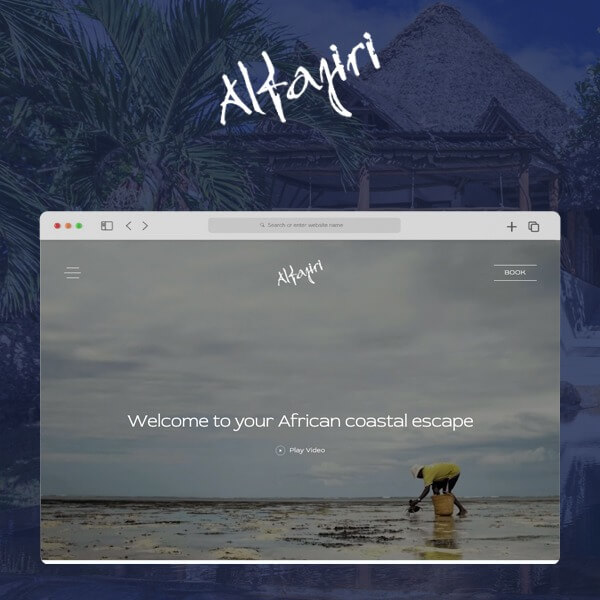 Alfajiri
Search or enter website name
Alfajiri
BOOK
Welcome to your African coastal escape
Play Video